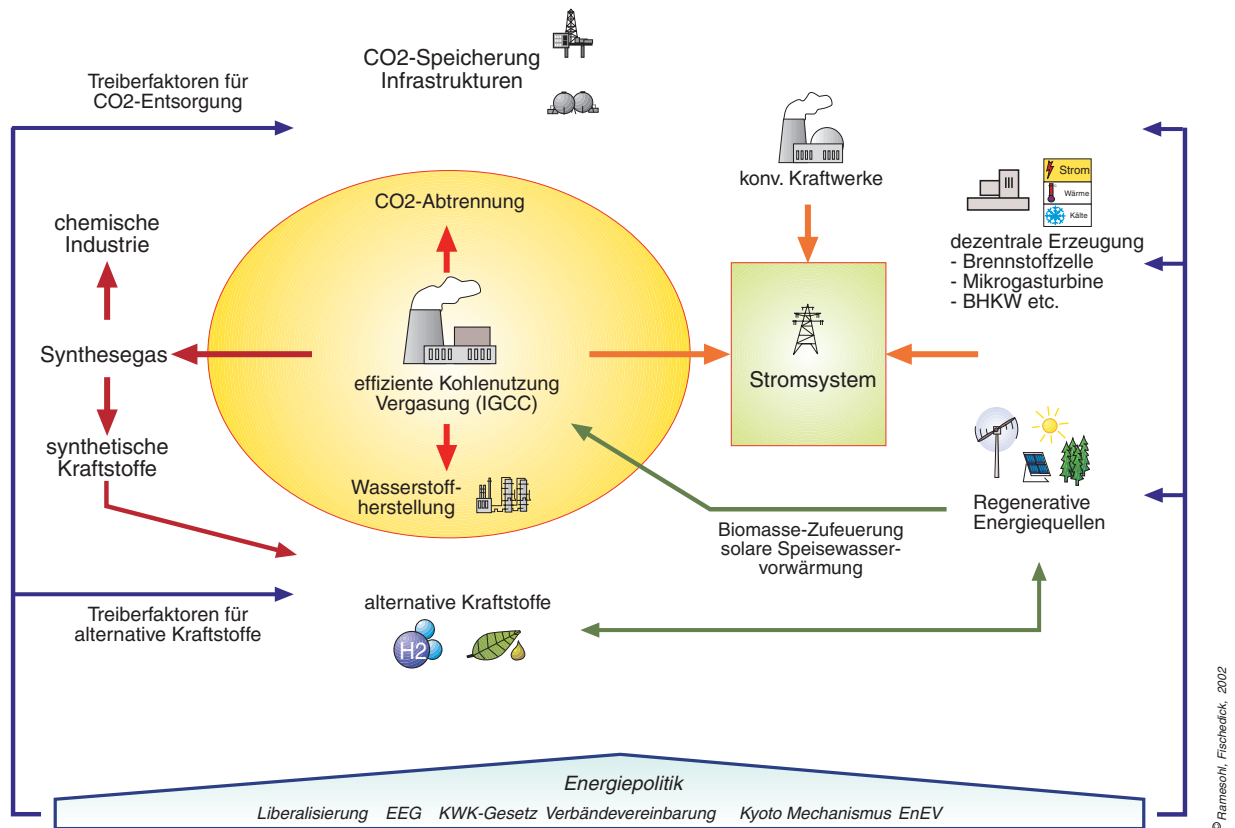 CO2-Speicherung
Infrastrukturen
Treiberfaktoren für
CO2-Entsorgung
konv. Kraftwerke
Strom
Wärme
Kälte
CO2-Abtrennung
chemische
Industrie
dezentrale Erzeugung
- Brennstoffzelle
- Mikrogasturbine
- BHKW etc.
Synthesegas
effiziente Kohlenutzung
Vergasung (IGCC)
Stromsystem
synthetische
Kraftstoffe
Wasserstoff-
herstellung
Regenerative
Energiequellen
Biomasse-Zufeuerung
solare Speisewasser-
vorwärmung
alternative Kraftstoffe
H2
Treiberfaktoren für
alternative Kraftstoffe
Energiepolitik
Liberalisierung EEG KWK-Gesetz Verbändevereinbarung Kyoto Mechanismus EnEV
© Ramesohl, Fischedick, 2002